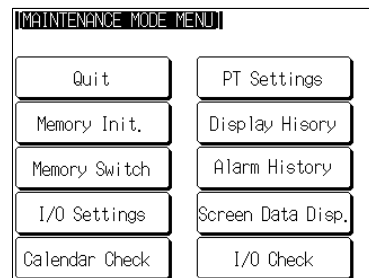 [MAINTENANCE MODE MENU]
Quit
PT Settings
Memory Init.
Display Hisory
Memory Switch
Alarm History
I/O Settings
Screen Data Disp.
Calendar Check
I/O Check